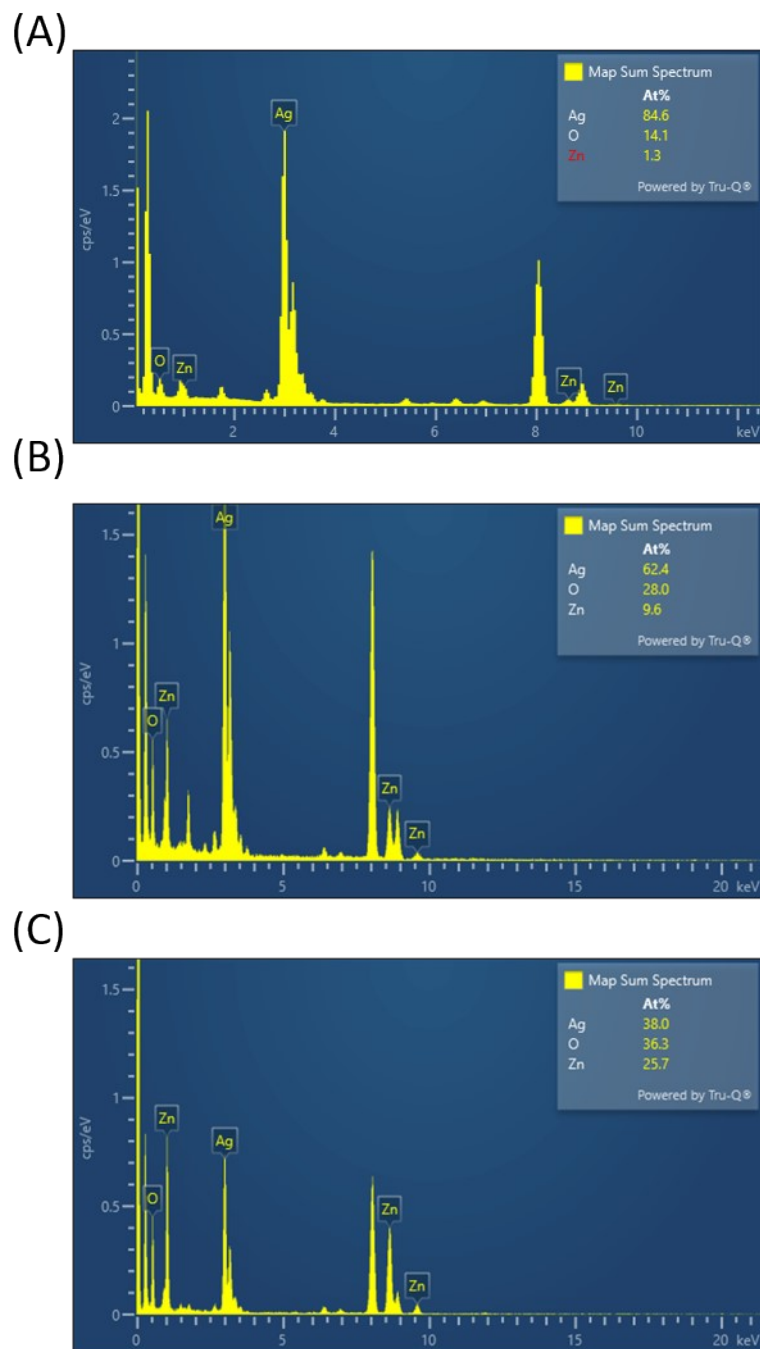 (A)
Map Sum Spectrum
At%
Ag 84.6
O 14.1
Zn 1.3
Powered by Tru-Q®
cps/eV
2
1.5
1
0.5
0
Ag
O
Zn
Zn
Zn
2 4 6 8 10 keV
(B)
Map Sum Spectrum
At%
Ag 62.4
O 28.0
Zn 9.6
Powered by Tru-Q®
cps/eV
1.5
1
0.5
0
Ag
Zn
O
Zn
Zn
0 5 10 15 20 keV
(C)
Map Sum Spectrum
At%
Ag 38.0
O 36.3
Zn 25.7
Powered by Tru-Q®
cps/eV
1.5
1
0.5
0
Zn
Ag
O
Zn
Zn
0 5 10 15 20 keV